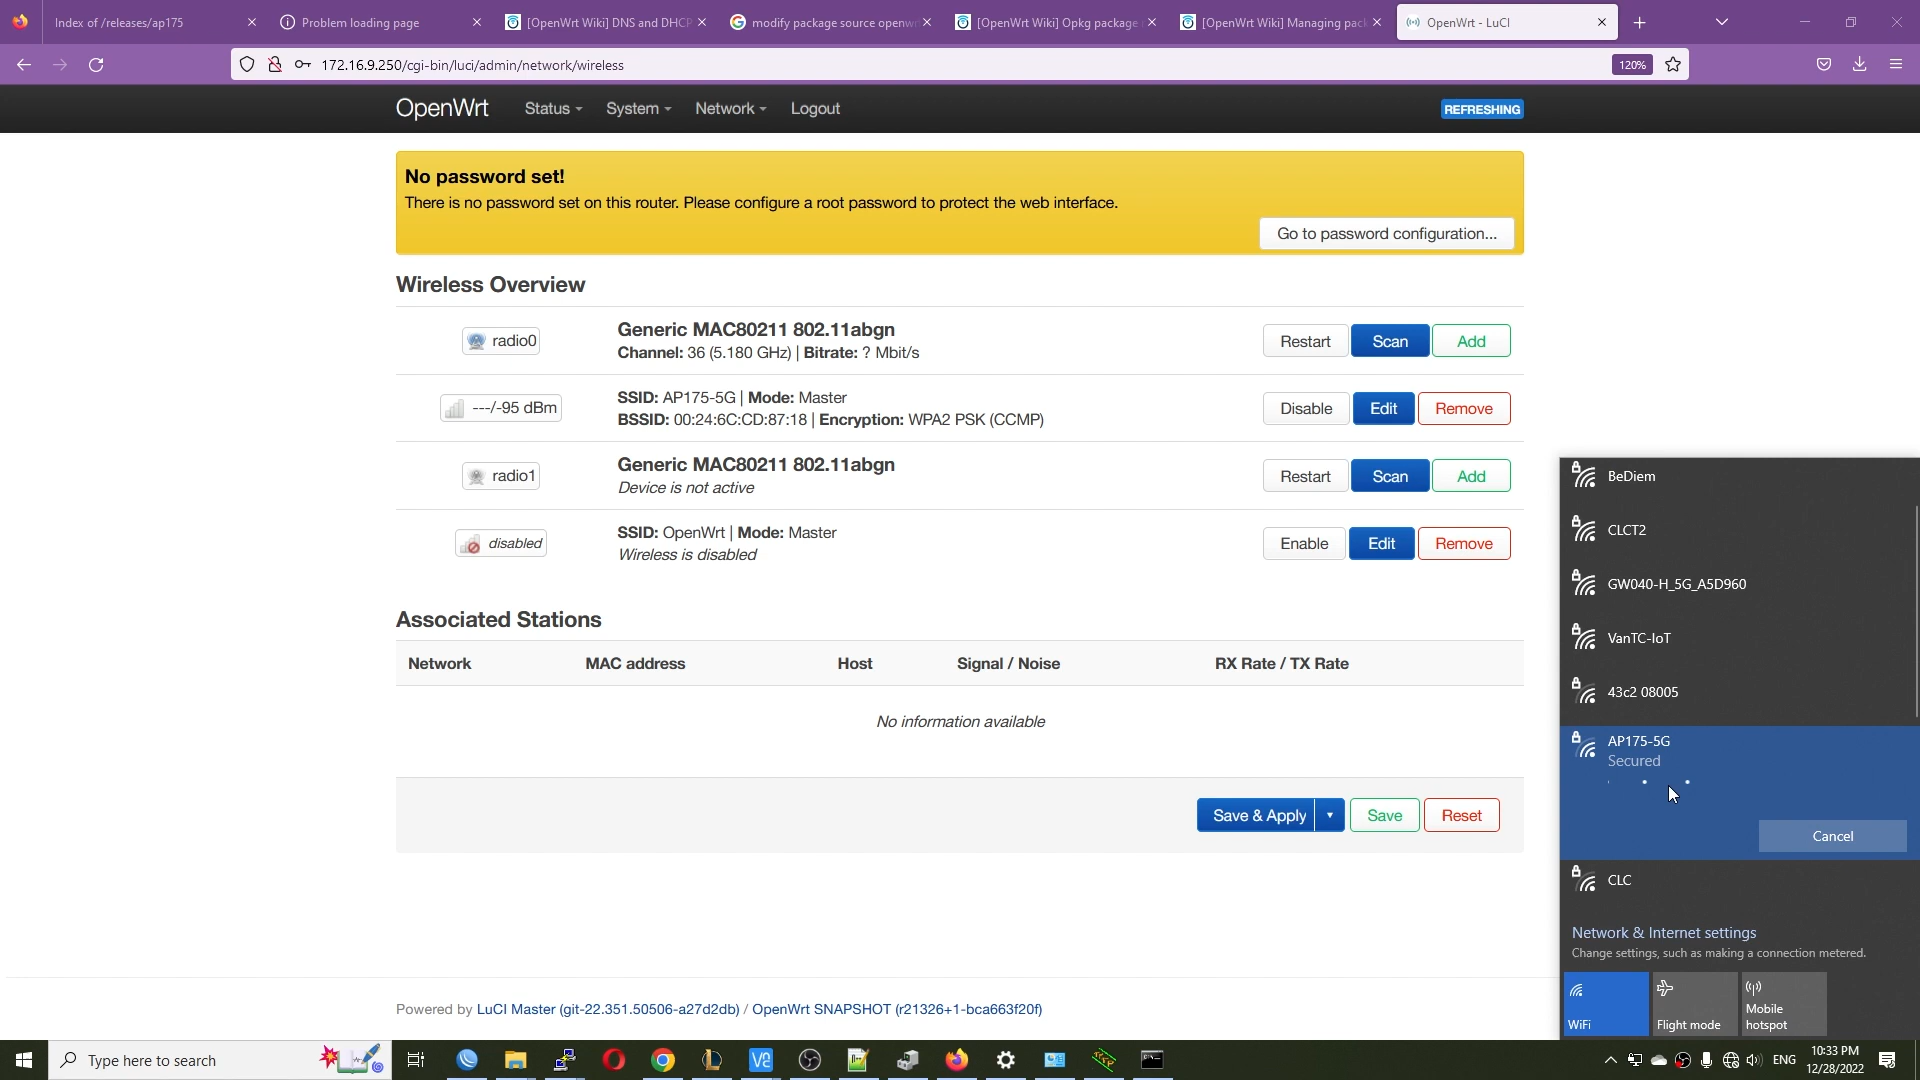 Index of /releases/ap175
Problem loading page
[OpenWrt Wiki] DNS and DHCP
modify package source openwr
[OpenWrt Wiki] Opkg package
[OpenWrt Wiki] Managing pack
OpenWrt - LuCI
172.16.9.250/cgi-bin/luci/admin/network/wireless
120%
OpenWrt
Status
System
Network
Logout
REFRESHING
No password set!
There is no password set on this router. Please configure a root password to protect the web interface.
Go to password configuration...
Wireless Overview
radio0
Generic MAC80211 802.11abgn
Channel: 36 (5.180 GHz) | Bitrate: ? Mbit/s
Restart
Scan
Add
---/-95 dBm
SSID: AP175-5G | Mode: Master
BSSID: 00:24:6C:CD:87:18 | Encryption: WPA2 PSK (CCMP)
Disable
Edit
Remove
radio1
Generic MAC80211 802.11abgn
Device is not active
Restart
Scan
Add
disabled
SSID: OpenWrt | Mode: Master
Wireless is disabled
Enable
Edit
Remove
Associated Stations
Network
MAC address
Host
Signal / Noise
RX Rate / TX Rate
No information available
Save & Apply
Save
Reset
Powered by LuCI Master (git-22.351.50506-a27d2db) / OpenWrt SNAPSHOT (r21326+1-bca663f20f)
BeDiem
CLCT2
GW040-H_5G_A5D960
VanTC-IoT
43c2 08005
AP175-5G
Secured
Cancel
CLC
Network & Internet settings
Change settings, such as making a connection metered.
WiFi
Flight mode
Mobile
hotspot
Type here to search
ENG
10:33 PM
12/28/2022